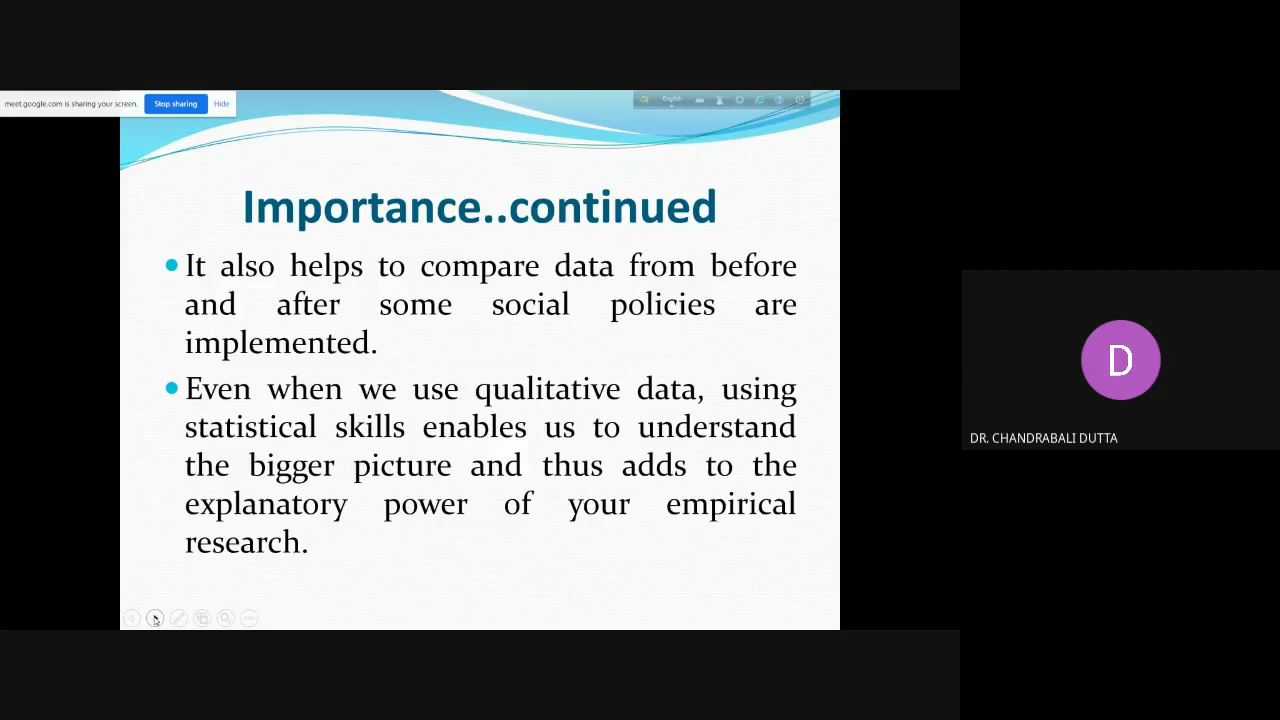 meet.google.com is sharing your screen. Stop sharing Hide
English
Importance..continued
It also helps to compare data from before
and after some social policies are
implemented.
Even when we use qualitative data, using
statistical skills enables us to understand
the bigger picture and thus adds to the
explanatory power of your empirical
research.
D
DR. CHANDRABALI DUTTA